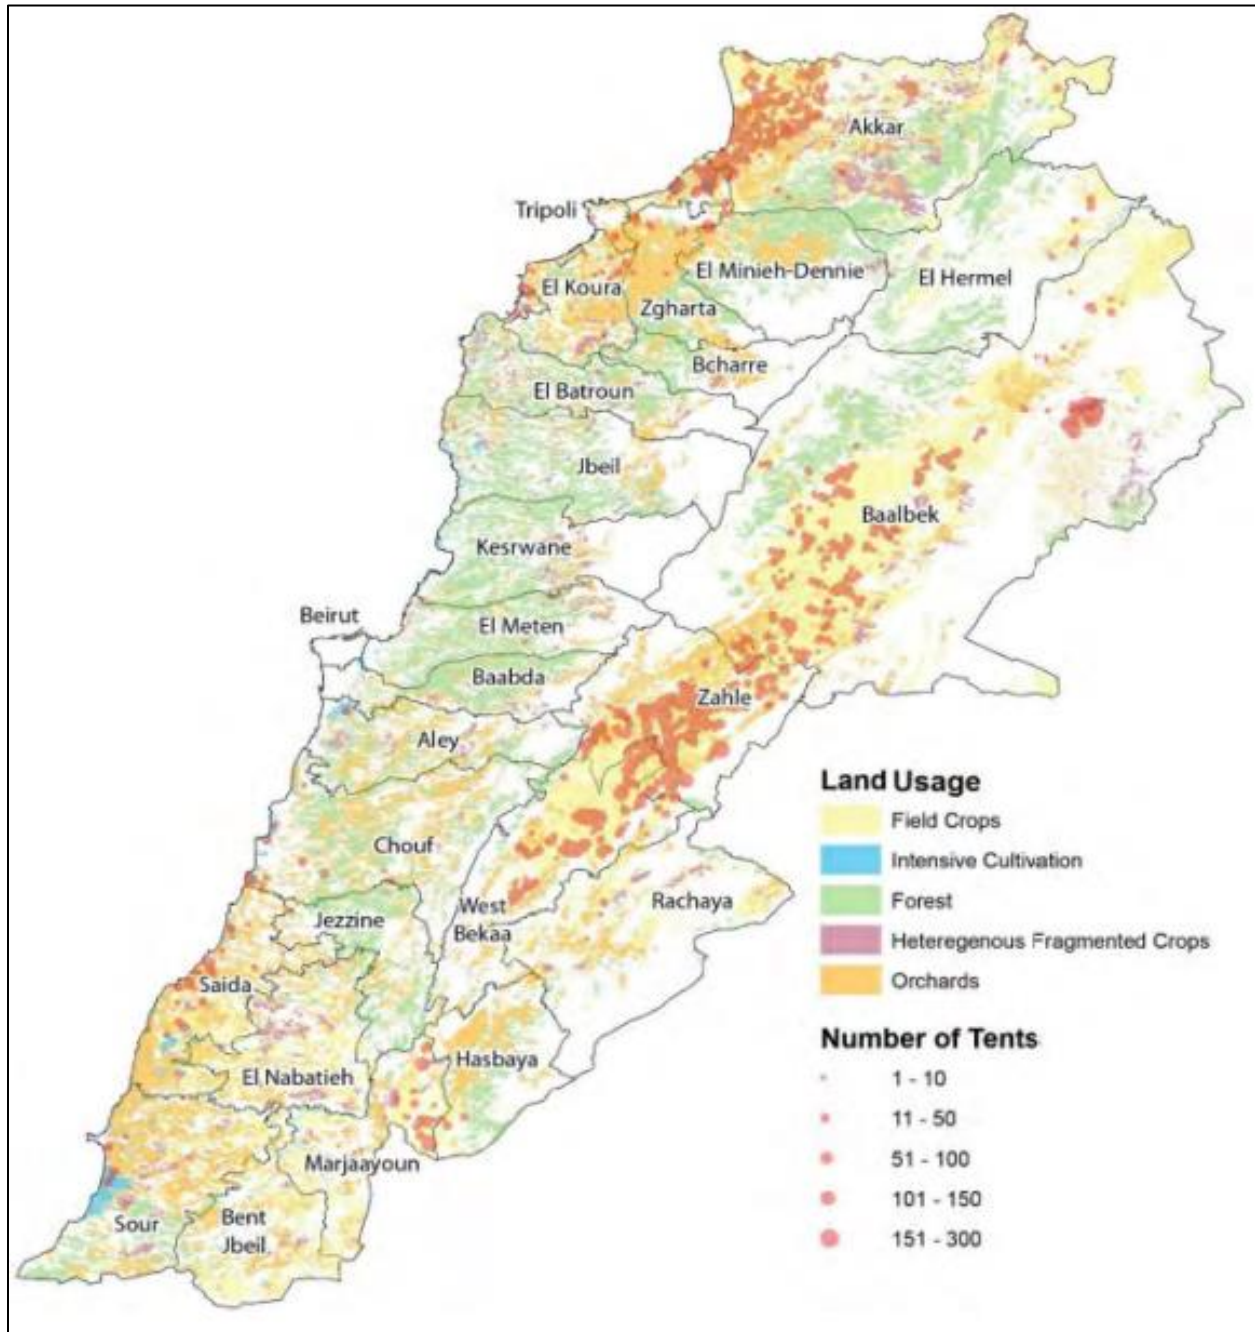 Akkar
Tripoli
El Minieh-Dennie
El Hermel
El Koura
Zgharta
Bcharre
El Batroun
Jbeil
Baalbek
Kesrwane
Beirut
El Meten
Baabda
Zahle
Aley
Chouf
West
Bekaa
Rachaya
Jezzine
Saida
Hasbaya
El Nabatieh
Marjaayoun
Sour
Bent
Jbeil
Land Usage
Field Crops
Intensive Cultivation
Forest
Heteregenous Fragmented Crops
Orchards
Number of Tents
1 - 10
11 - 50
51 - 100
101 - 150
151 - 300